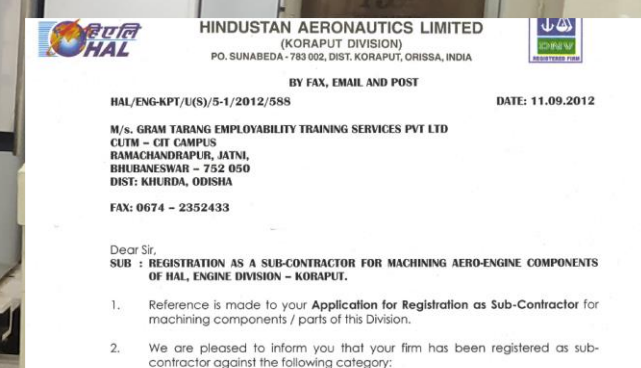 हिएलि
HAL
HINDUSTAN AERONAUTICS LIMITED
(KORAPUT DIVISION)
PO. SUNABEDA - 783 002, DIST. KORAPUT, ORISSA, INDIA
DNV
REGISTERED FIRM
BY FAX, EMAIL AND POST
HAL/ENG-KPT/U(S)/5-1/2012/588 DATE: 11.09.2012
M/s. GRAM TARANG EMPLOYABILITY TRAINING SERVICES PVT LTD
CUTM – CIT CAMPUS
RAMACHANDRAPUR, JATNI,
BHUBANESWAR – 752 050
DIST: KHURDA, ODISHA
FAX: 0674 – 2352433
Dear Sir,
SUB : REGISTRATION AS A SUB-CONTRACTOR FOR MACHINING AERO-ENGINE COMPONENTS
OF HAL, ENGINE DIVISION – KORAPUT.
1. Reference is made to your Application for Registration as Sub-Contractor for
machining components / parts of this Division.
2. We are pleased to inform you that your firm has been registered as sub-
contractor against the following category: